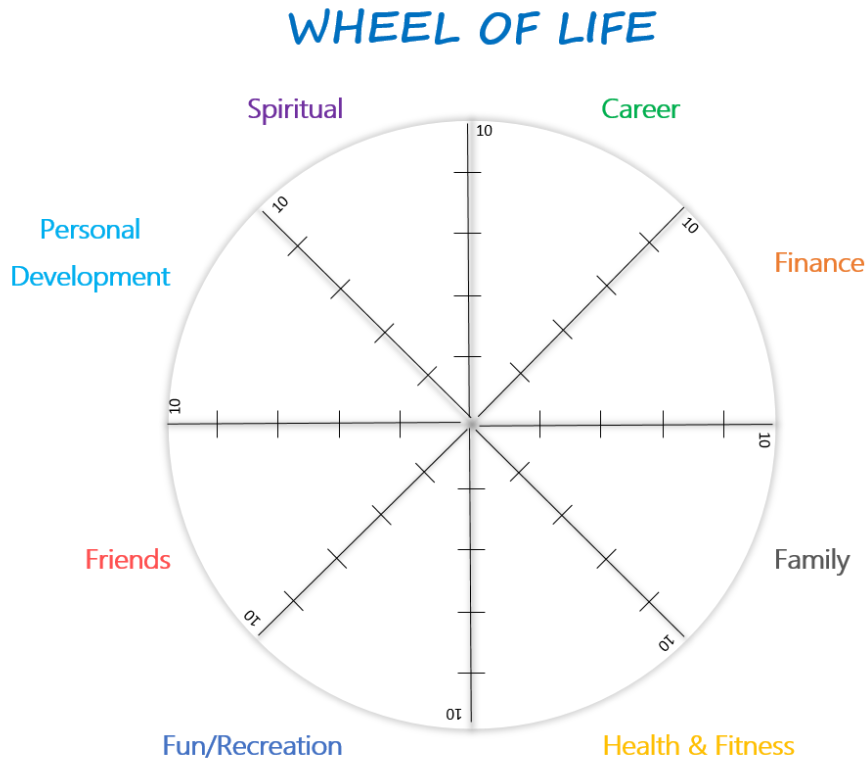 WHEEL OF LIFE
Spiritual
Career
10
10
10
Personal
Development
Finance
10
10
Friends
Family
10
10
10
Fun/Recreation
Health & Fitness